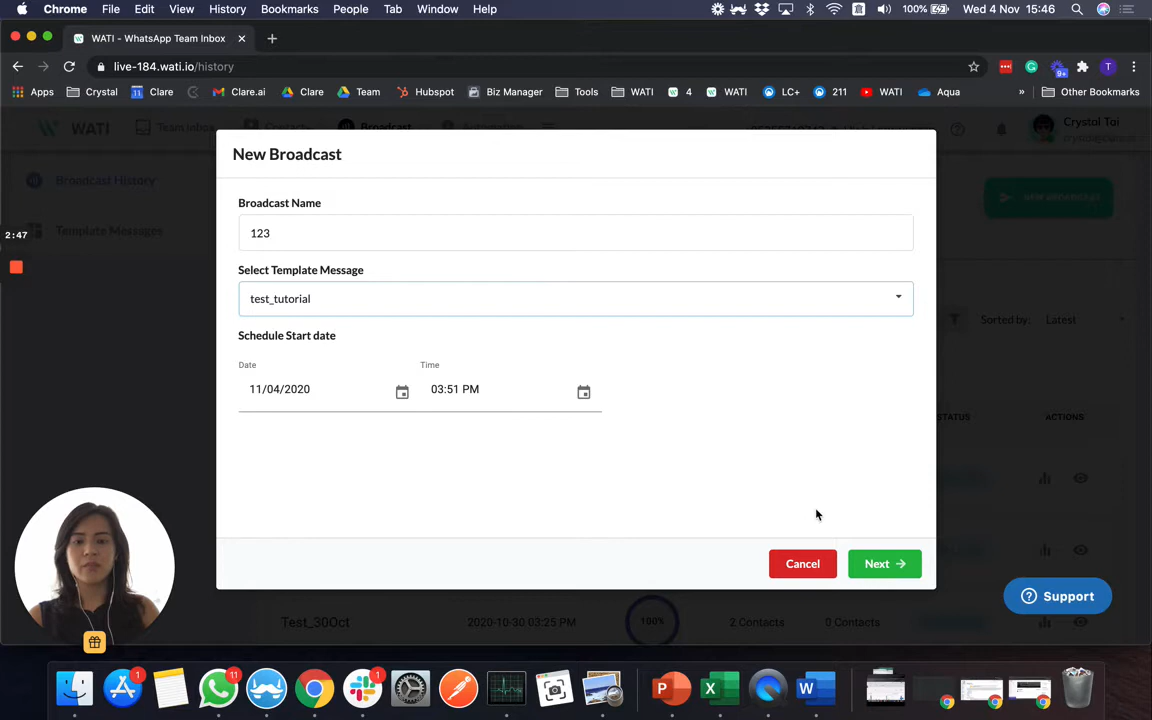 Chrome File Edit View History Bookmarks People Tab Window Help 100% Wed 4 Nov 15:46
WATI - WhatsApp Team Inbox
live-184.wati.io/history
Apps Crystal Clare Clare.ai Clare Team Hubspot Biz Manager Tools WATI 4 WATI LC+ 211 WATI Aqua » Other Bookmarks
WATI Team Inbox Broadcast Crystal Tai
New Broadcast
Broadcast History
NEW BROADCAST
Broadcast Name
123
2:47
Template Messages
Select Template Message
test_tutorial
Sorted by: Latest
Schedule Start date
Date Time
11/04/2020 03:51 PM
STATUS ACTIONS
Cancel Next
Support
Test_30Oct 2020-10-30 03:25 PM 100% 2 Contacts 0 Contacts